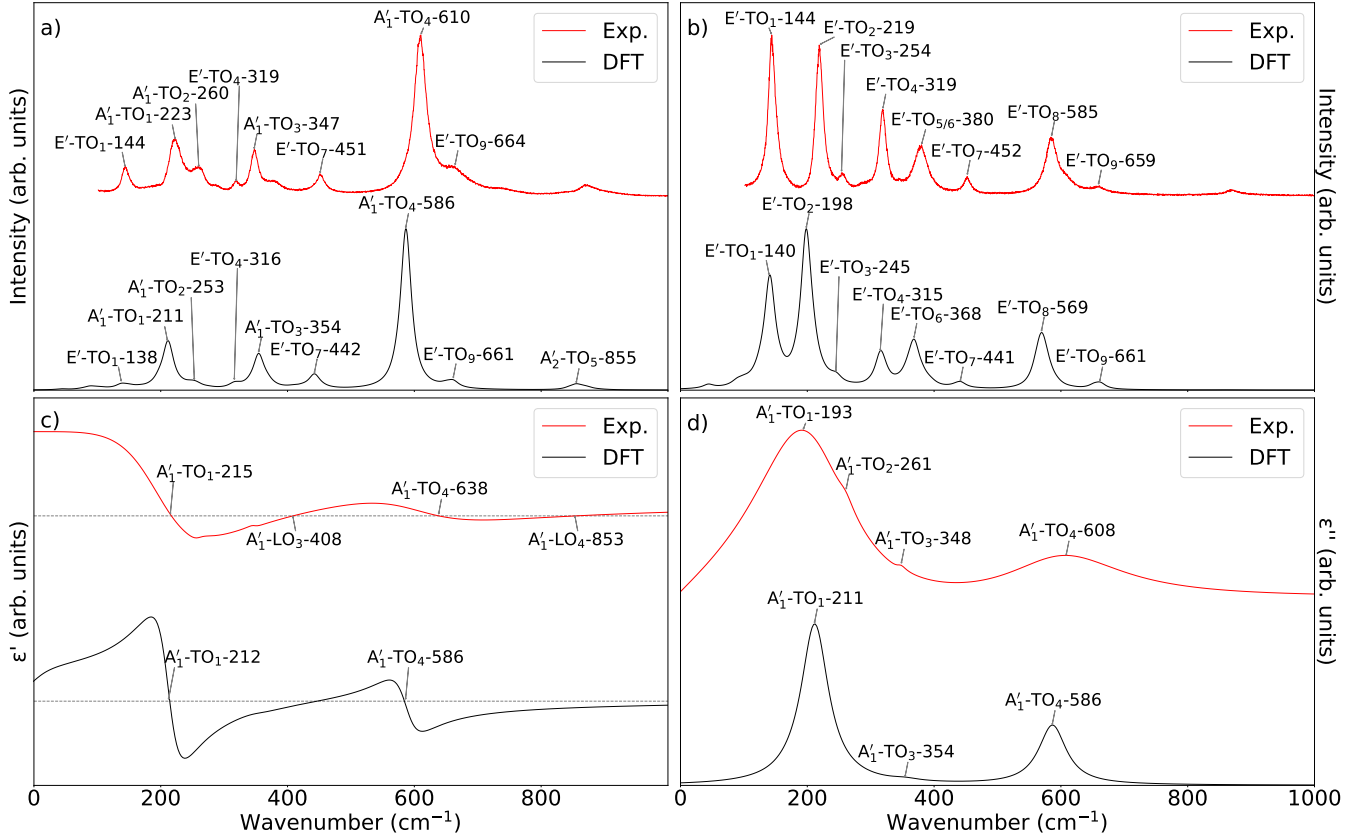 a)
A′₁-TO₄-610
Exp.
DFT
E′-TO₄-319
A′₁-TO₂-260
A′₁-TO₁-223
A′₁-TO₃-347
E′-TO₁-144
E′-TO₇-451
E′-TO₉-664
A′₁-TO₄-586
E′-TO₄-316
A′₁-TO₂-253
A′₁-TO₁-211
A′₁-TO₃-354
E′-TO₁-138
E′-TO₇-442
E′-TO₉-661
A′₂-TO₅-855
Intensity (arb. units)
b)
E′-TO₁-144
E′-TO₂-219
E′-TO₃-254
Exp.
DFT
E′-TO₄-319
E′-TO₅/₆-380
E′-TO₈-585
E′-TO₇-452
E′-TO₉-659
E′-TO₂-198
E′-TO₁-140
E′-TO₃-245
E′-TO₄-315
E′-TO₆-368
E′-TO₈-569
E′-TO₇-441
E′-TO₉-661
Intensity (arb. units)
c)
Exp.
DFT
A′₁-TO₁-215
A′₁-TO₄-638
A′₁-LO₃-408
A′₁-LO₄-853
A′₁-TO₁-212
A′₁-TO₄-586
ε' (arb. units)
0
200
400
600
800
Wavenumber (cm⁻¹)
d)
A′₁-TO₁-193
Exp.
DFT
A′₁-TO₂-261
A′₁-TO₃-348
A′₁-TO₄-608
A′₁-TO₁-211
A′₁-TO₄-586
A′₁-TO₃-354
ε'' (arb. units)
0
200
400
600
800
1000
Wavenumber (cm⁻¹)